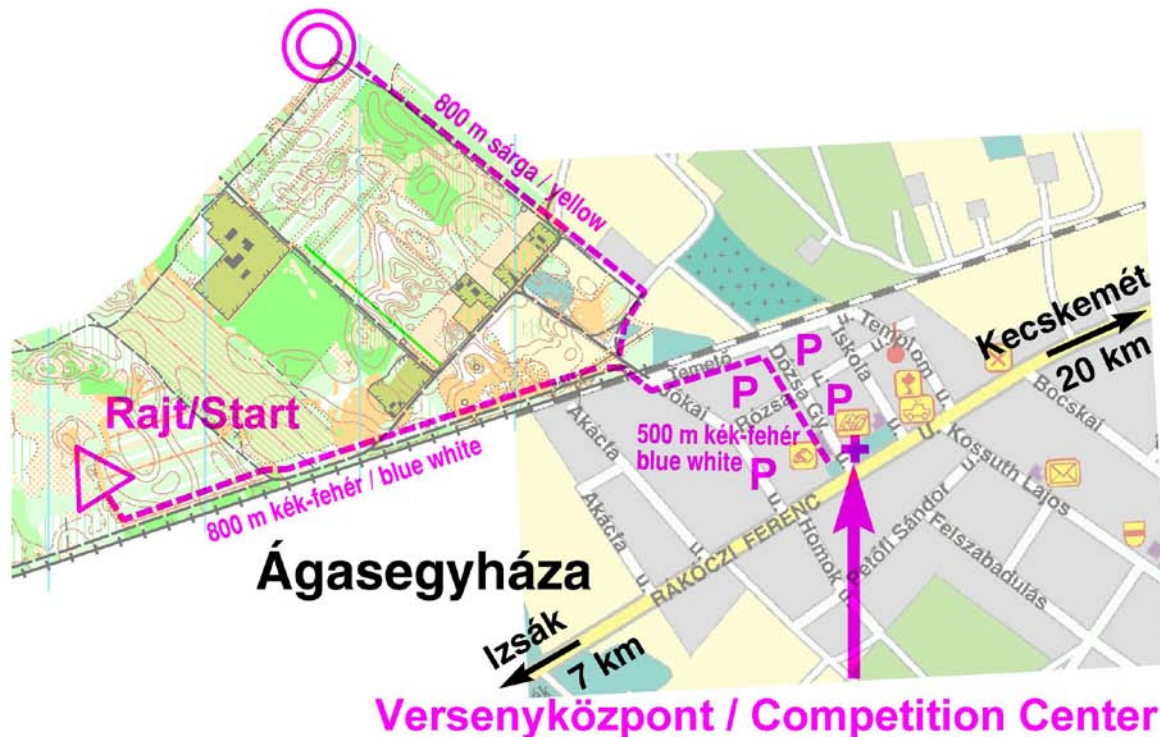 800 m sárga / yellow
Kecskemét
20 km
Rajt/Start
800 m kék-fehér / blue white
500 m kék-fehér
blue white
P
P
P
P
Temető
Jókai
Dózsa
Dózsa Gy. u.
Iskola u.
Templom u.
Akácfa
Akácfa u.
Bocskai
Kossuth Lajos
Felszabadulás
Petőfi Sándor u.
Homok u.
RÁKÓCZI FERENC
Ágasegyháza
Izsák
7 km
Versenyközpont / Competition Center